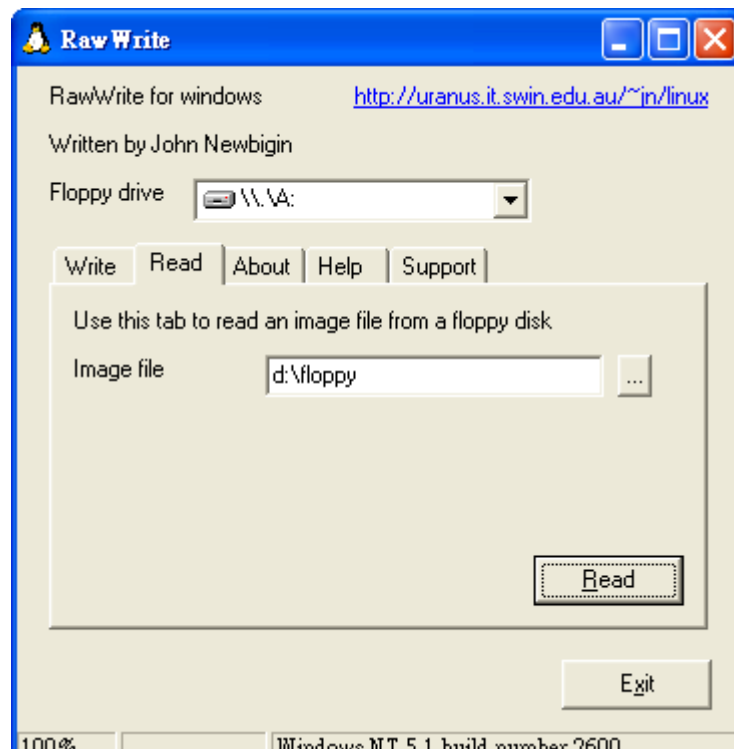 Raw Write
RawWrite for windows http://uranus.it.swin.edu.au/~jn/linux
Written by John Newbigin
Floppy drive \\.\A:
Write Read About Help Support
Use this tab to read an image file from a floppy disk
Image file d:\floppy ...
Read
Exit
100% Windows NT 5.1 build number 2600